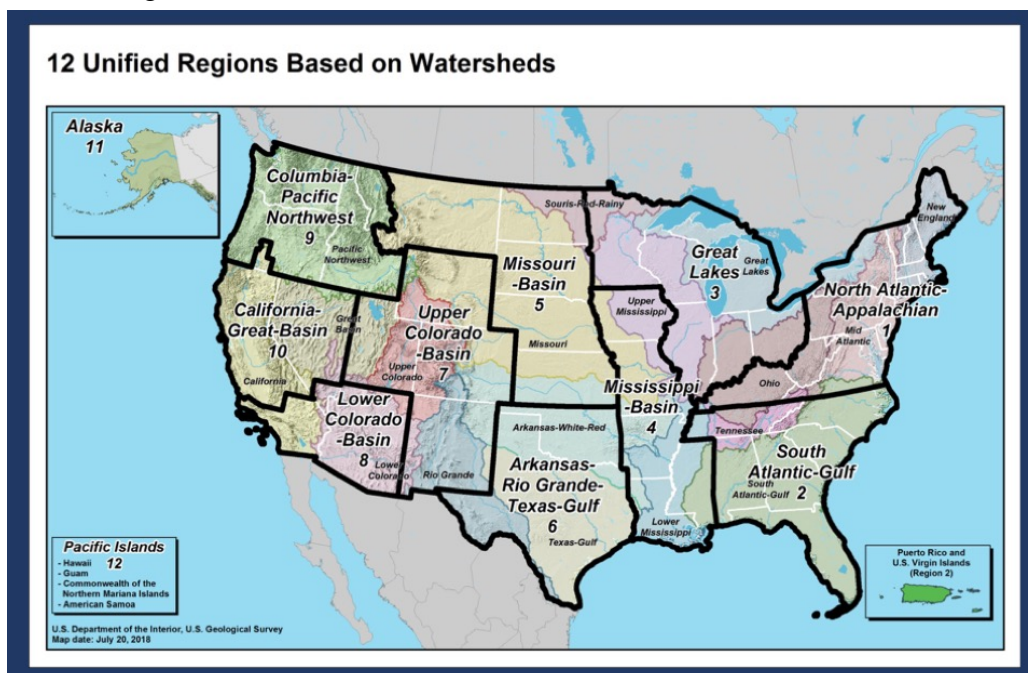 12 Unified Regions Based on Watersheds
Alaska
11
Columbia-
Pacific
Northwest
9
Pacific
Northwest
Souris-Red-Rainy
Missouri
-Basin
5
Missouri
Great
Lakes
3
Great
Lakes
New
England
North Atlantic-
Appalachian
1
Mid
Atlantic
California-
Great-Basin
10
Great
Basin
California
Upper
Colorado
-Basin
7
Upper
Colorado
Upper
Mississippi
Mississippi
-Basin
4
Ohio
Lower
Colorado
-Basin
8
Lower
Colorado
Rio Grande
Arkansas-White-Red
Arkansas-
Rio Grande-
Texas-Gulf
6
Texas-Gulf
Tennessee
South
Atlantic-Gulf
2
South
Atlantic-Gulf
Lower
Mississippi
Pacific Islands
12
- Hawaii
- Guam
- Commonwealth of the
Northern Mariana Islands
- American Samoa
Puerto Rico and
U.S. Virgin Islands
(Region 2)
U.S. Department of the Interior, U.S. Geological Survey
Map date: July 20, 2018